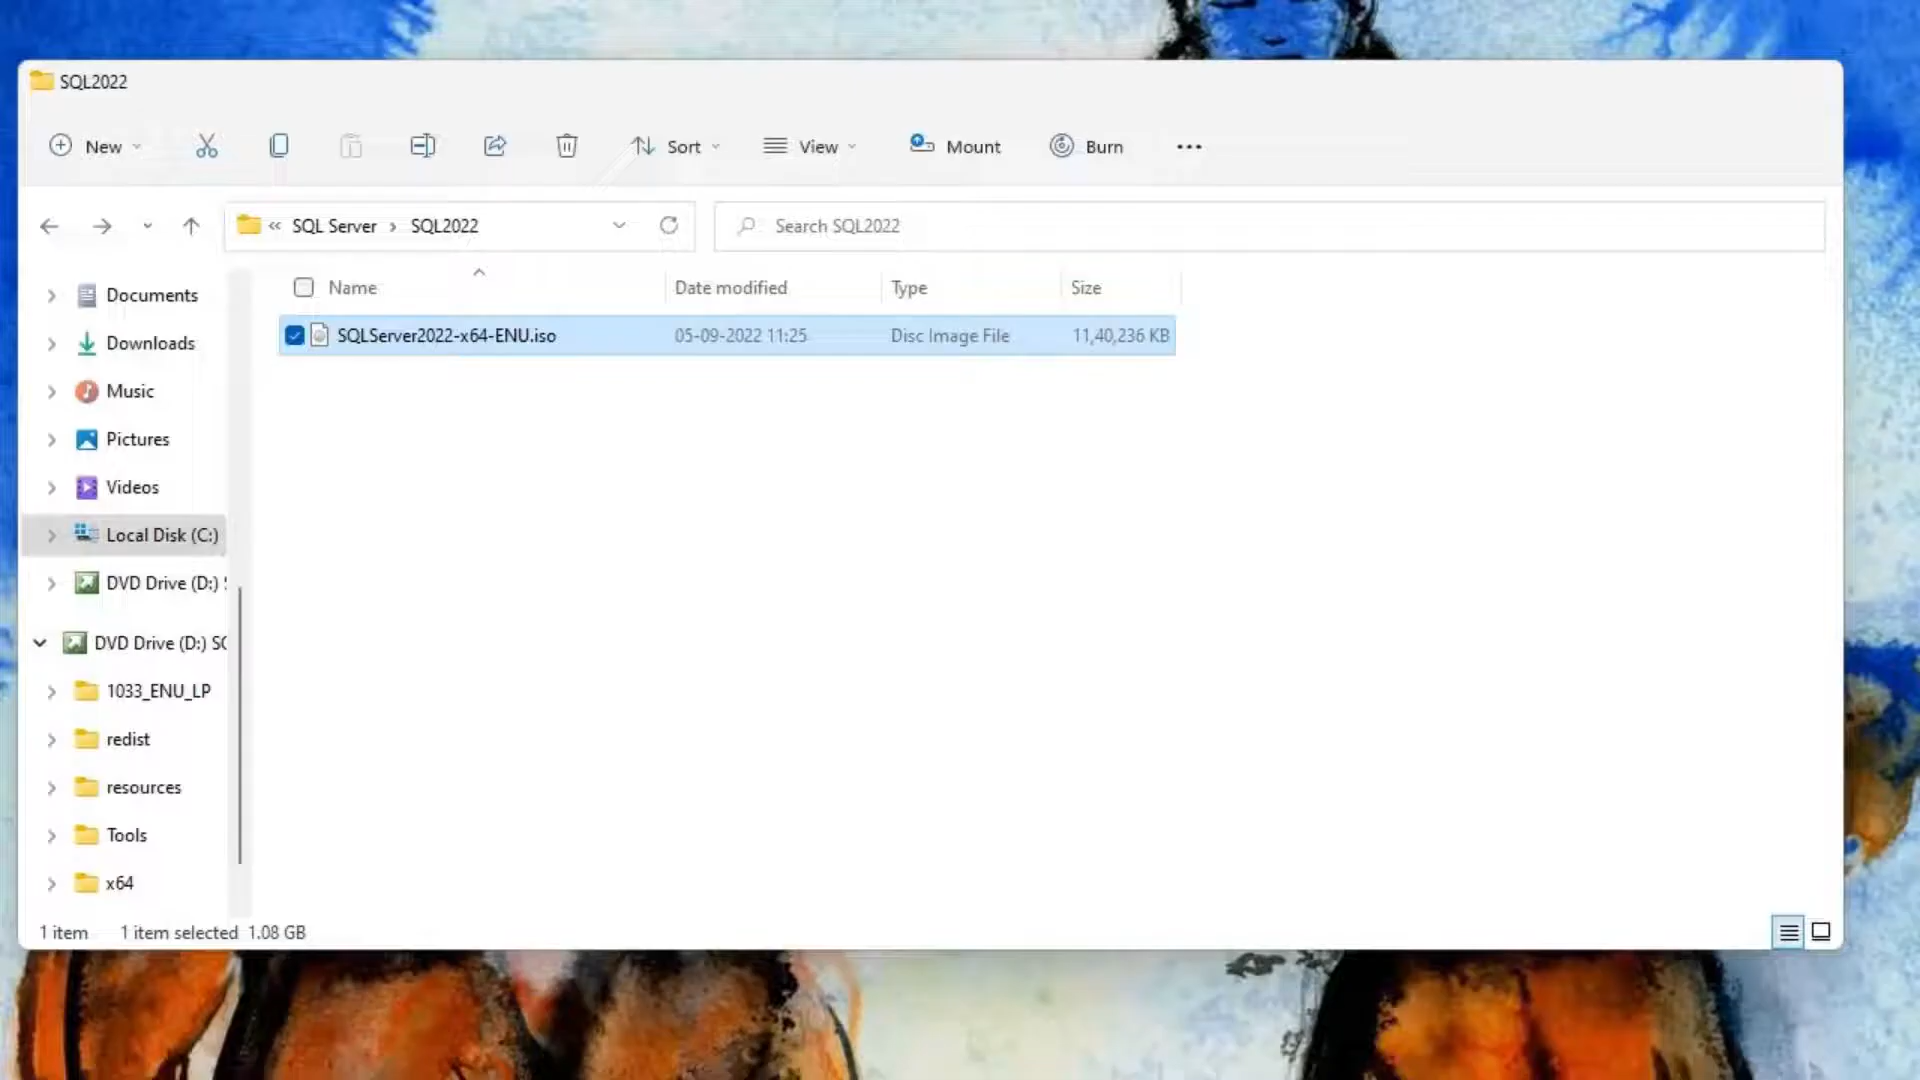 SQL2022
New
Sort
View
Mount
Burn
« SQL Server › SQL2022
Search SQL2022
Name
Date modified
Type
Size
SQLServer2022-x64-ENU.iso
05-09-2022 11:25
Disc Image File
11,40,236 KB
Documents
Downloads
Music
Pictures
Videos
Local Disk (C:)
DVD Drive (D:)
DVD Drive (D:) SQ
1033_ENU_LP
redist
resources
Tools
x64
1 item
1 item selected 1.08 GB